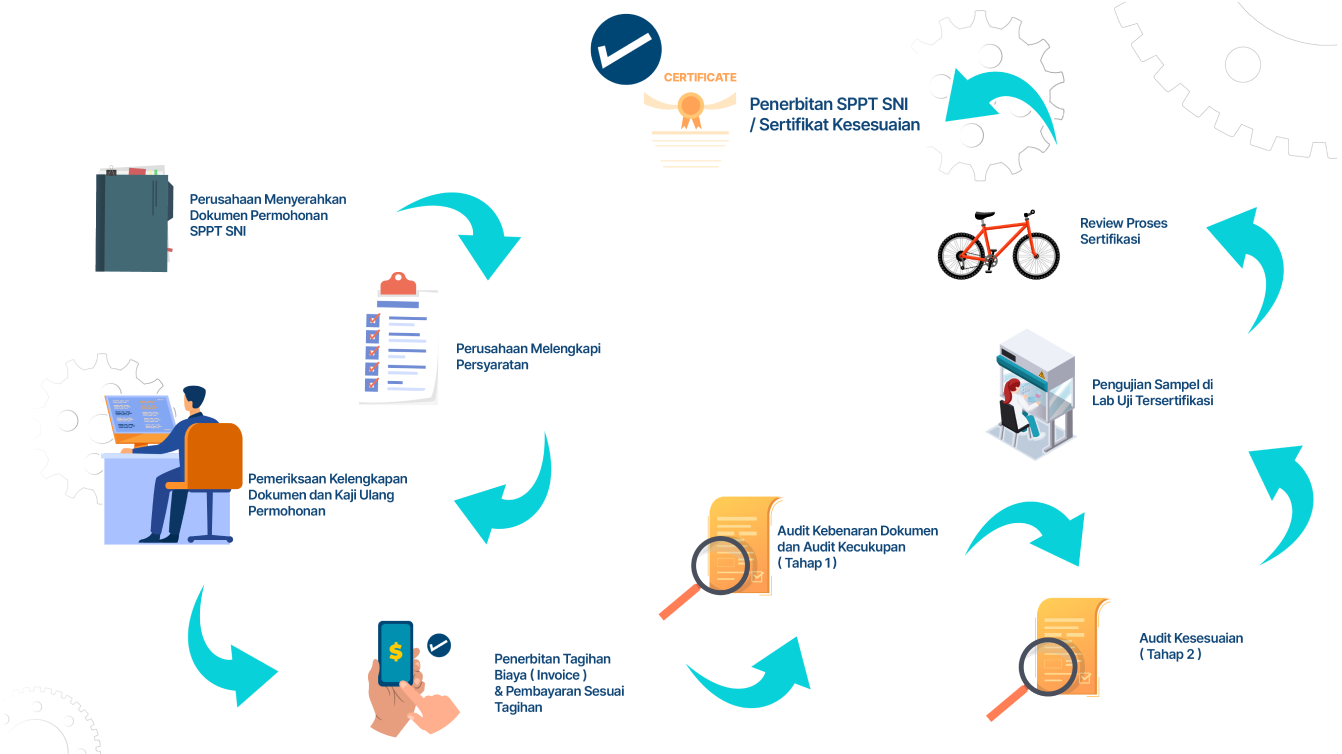 CERTIFICATE
Penerbitan SPPT SNI
/ Sertifikat Kesesuaian
Perusahaan Menyerahkan
Dokumen Permohonan
SPPT SNI
Review Proses
Sertifikasi
Perusahaan Melengkapi
Persyaratan
Pengujian Sampel di
Lab Uji Tersertifikasi
Pemeriksaan Kelengkapan
Dokumen dan Kaji Ulang
Permohonan
Audit Kebenaran Dokumen
dan Audit Kecukupan
( Tahap 1 )
$
Penerbitan Tagihan
Biaya ( Invoice )
& Pembayaran Sesuai
Tagihan
Audit Kesesuaian
( Tahap 2 )